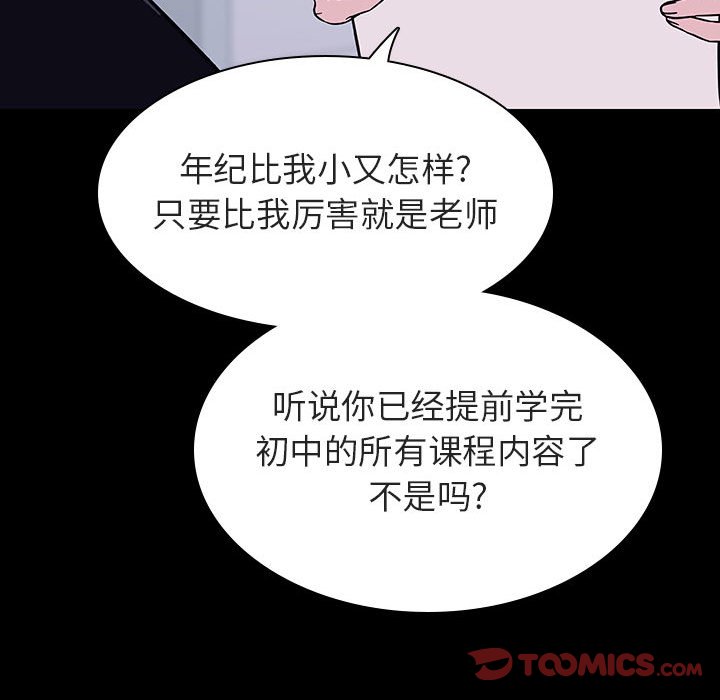 年纪比我小又怎样?
只要比我厉害就是老师
听说你已经提前学完
初中的所有课程内容了
不是吗?
TOOMICS.COM